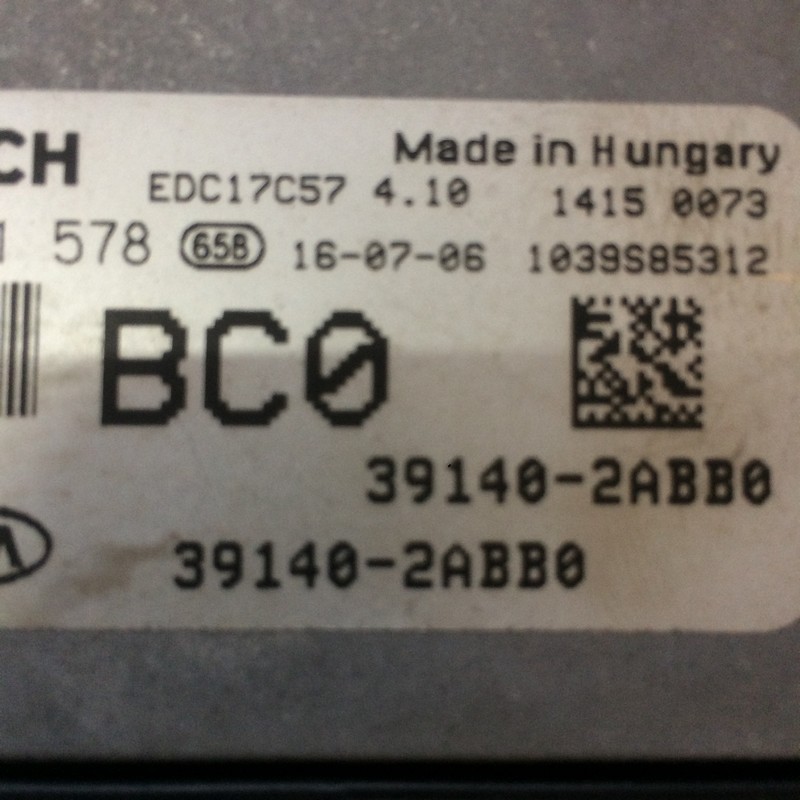 CH
Made in Hungary
EDC17C57 4.10 1415 0073
578 65B 16-07-06 1039S85312
BC0
39140-2ABB0
39140-2ABB0